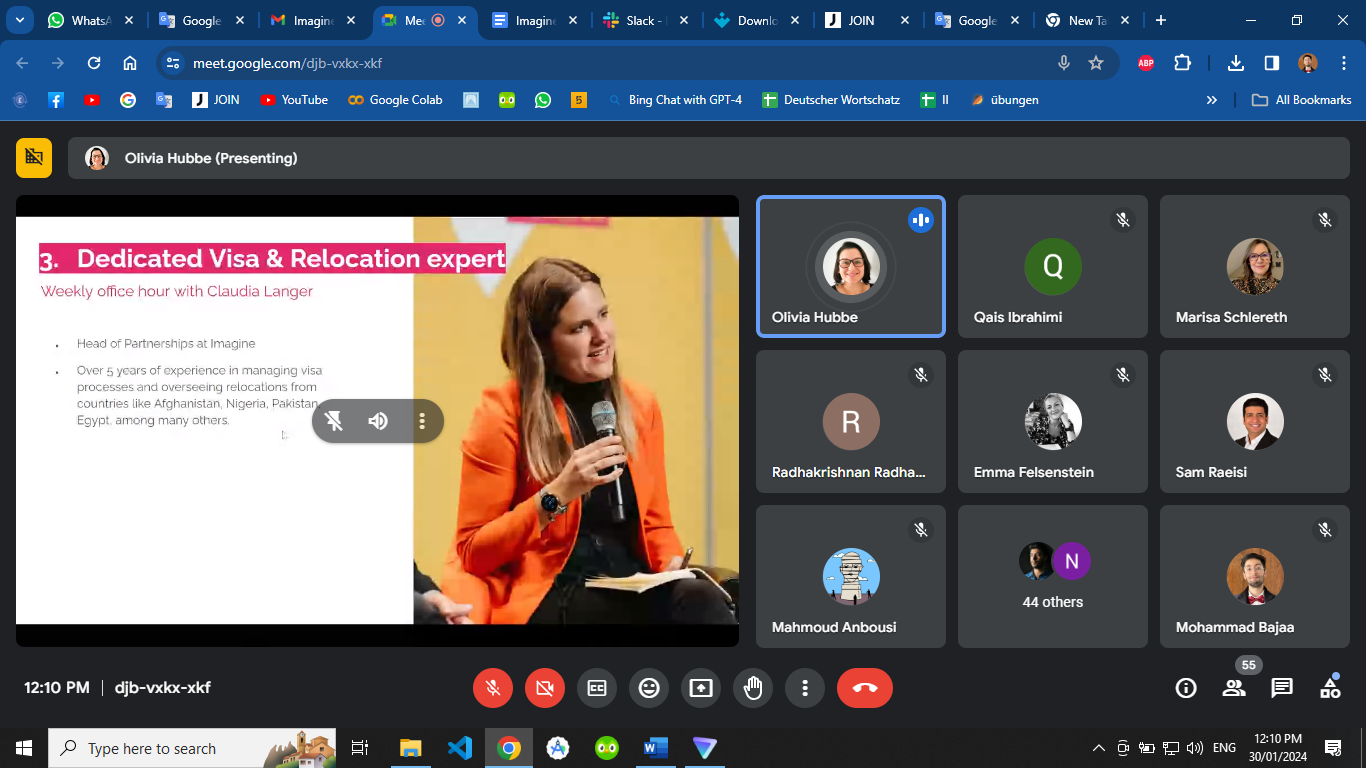 WhatsA
Google
Imagin
Mee
Imagine
Slack -
Downlo
JOIN
Google
New Ta
meet.google.com/djb-vxkx-xkf
ABP
JOIN
YouTube
Google Colab
5
Bing Chat with GPT-4
Deutscher Wortschatz
II
übungen
All Bookmarks
Olivia Hubbe (Presenting)
3. Dedicated Visa & Relocation expert
Weekly office hour with Claudia Langer
Head of Partnerships at Imagine
Over 5 years of experience in managing visa
processes and overseeing relocations from
countries like Afghanistan, Nigeria, Pakistan,
Egypt, among many others.
Olivia Hubbe
Q
Qais Ibrahimi
Marisa Schlereth
R
Radhakrishnan Radha...
Emma Felsenstein
Sam Raeisi
Mahmoud Anbousi
N
44 others
Mohammad Bajaa
12:10 PM | djb-vxkx-xkf
55
Type here to search
ENG
12:10 PM
30/01/2024